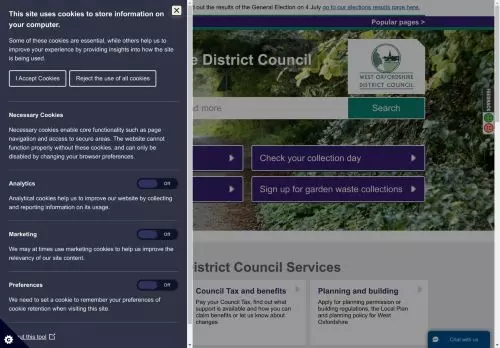 This site uses cookies to store information on
your computer.
Some of these cookies are essential, while others help us to
improve your experience by providing insights into how the site
is being used.
I Accept Cookies
Reject the use of all cookies
Necessary Cookies
Necessary cookies enable core functionality such as page
navigation and access to secure areas. The website cannot
function properly without these cookies, and can only be
disabled by changing your browser preferences.
Analytics
Off
Analytical cookies help us to improve our website by collecting
and reporting information on its usage.
Marketing
Off
We may at times use marketing cookies to help us improve the
relevancy of our site content.
Preferences
Off
We need to set a cookie to remember your preferences of
cookie retention when visiting this site.
this tool
out the results of the General Election on 4 July go to our elections results page here.
Popular pages >
e District Council
WEST OXFORDSHIRE
DISTRICT COUNCIL
nd more
Search
FEEDBACK
Check your collection day
Sign up for garden waste collections
District Council Services
Council Tax and benefits
Pay your Council Tax, find out what
support is available and how you can
claim benefits or let us know about
changes
Planning and building
Apply for planning permission or
building regulations, the Local Plan
and planning policy for West
Oxfordshire
Chat with us